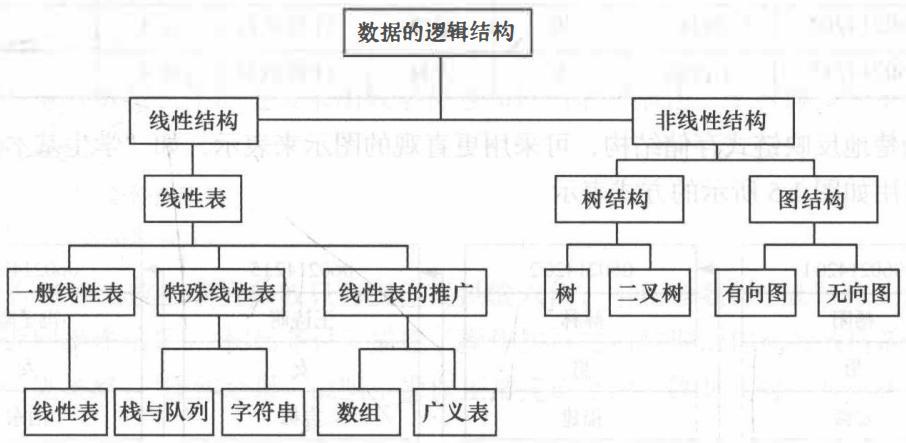 数据的逻辑结构
线性结构 非线性结构
线性表 树结构 图结构
一般线性表 特殊线性表 线性表的推广 树 二叉树 有向图 无向图
线性表 栈与队列 字符串 数组 广义表